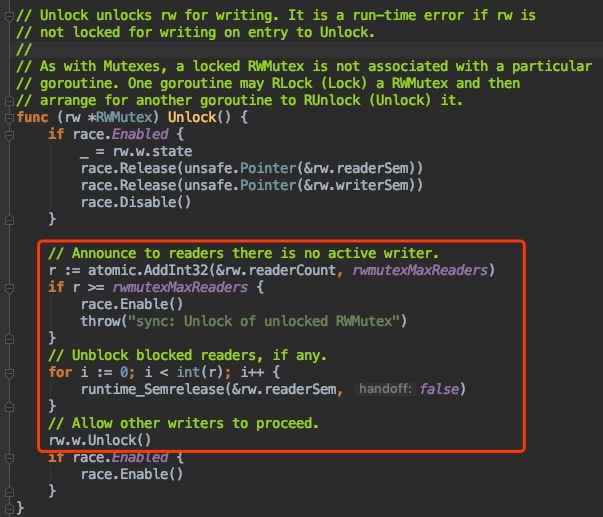 // Unlock unlocks rw for writing. It is a run-time error if rw is
// not locked for writing on entry to Unlock.
//
// As with Mutexes, a locked RWMutex is not associated with a particular
// goroutine. One goroutine may RLock (Lock) a RWMutex and then
// arrange for another goroutine to RUnlock (Unlock) it.
func (rw *RWMutex) Unlock() {
    if race.Enabled {
        _ = rw.w.state
        race.Release(unsafe.Pointer(&rw.readerSem))
        race.Release(unsafe.Pointer(&rw.writerSem))
        race.Disable()
    }

    // Announce to readers there is no active writer.
    r := atomic.AddInt32(&rw.readerCount, rwmutexMaxReaders)
    if r >= rwmutexMaxReaders {
        race.Enable()
        throw("sync: Unlock of unlocked RWMutex")
    }
    // Unblock blocked readers, if any.
    for i := 0; i < int(r); i++ {
        runtime_Semrelease(&rw.readerSem, handoff: false)
    }
    // Allow other writers to proceed.
    rw.w.Unlock()
    if race.Enabled {
        race.Enable()
    }
}